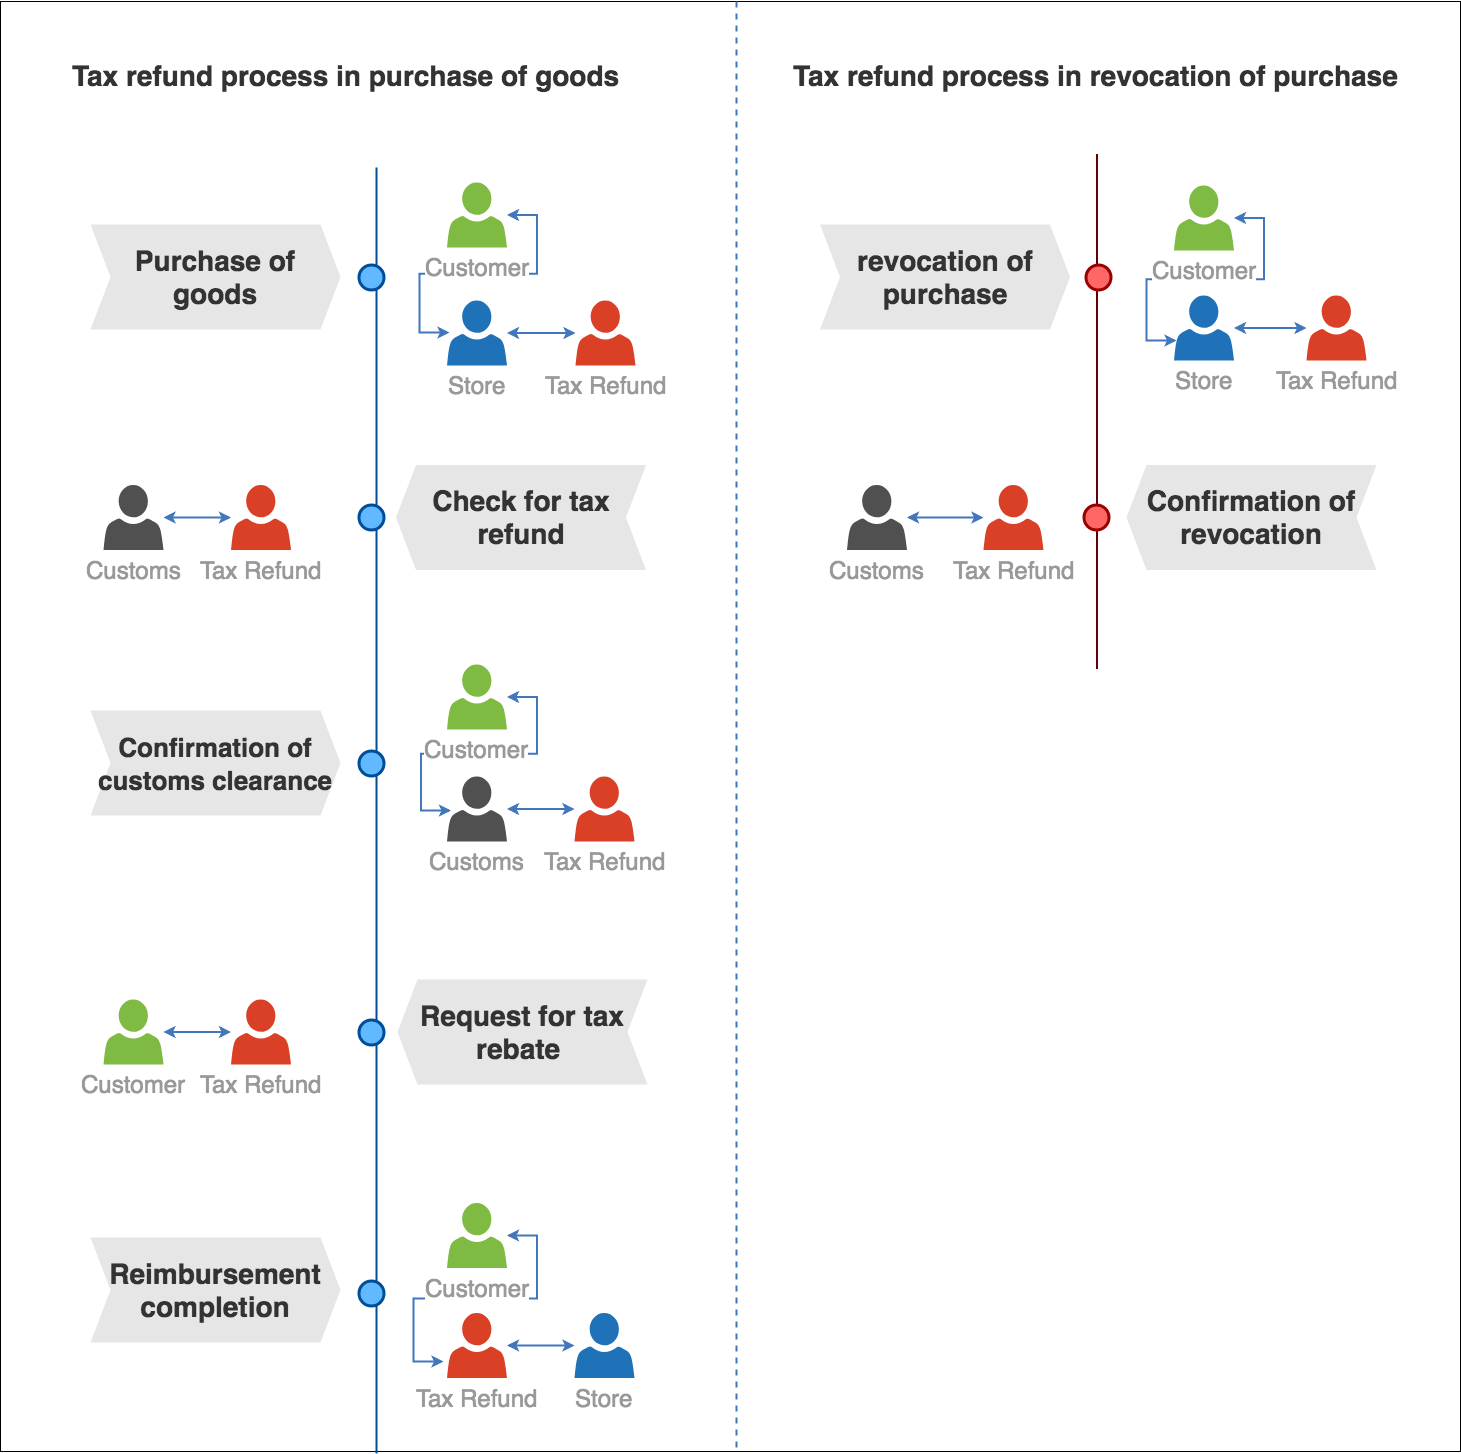 Tax refund process in purchase of goods
Purchase of
goods
Customer
Store
Tax Refund
Customs
Tax Refund
Check for tax
refund
Confirmation of
customs clearance
Customer
Customs
Tax Refund
Customer
Tax Refund
Request for tax
rebate
Reimbursement
completion
Customer
Tax Refund
Store
Tax refund process in revocation of purchase
revocation of
purchase
Customer
Store
Tax Refund
Customs
Tax Refund
Confirmation of
revocation